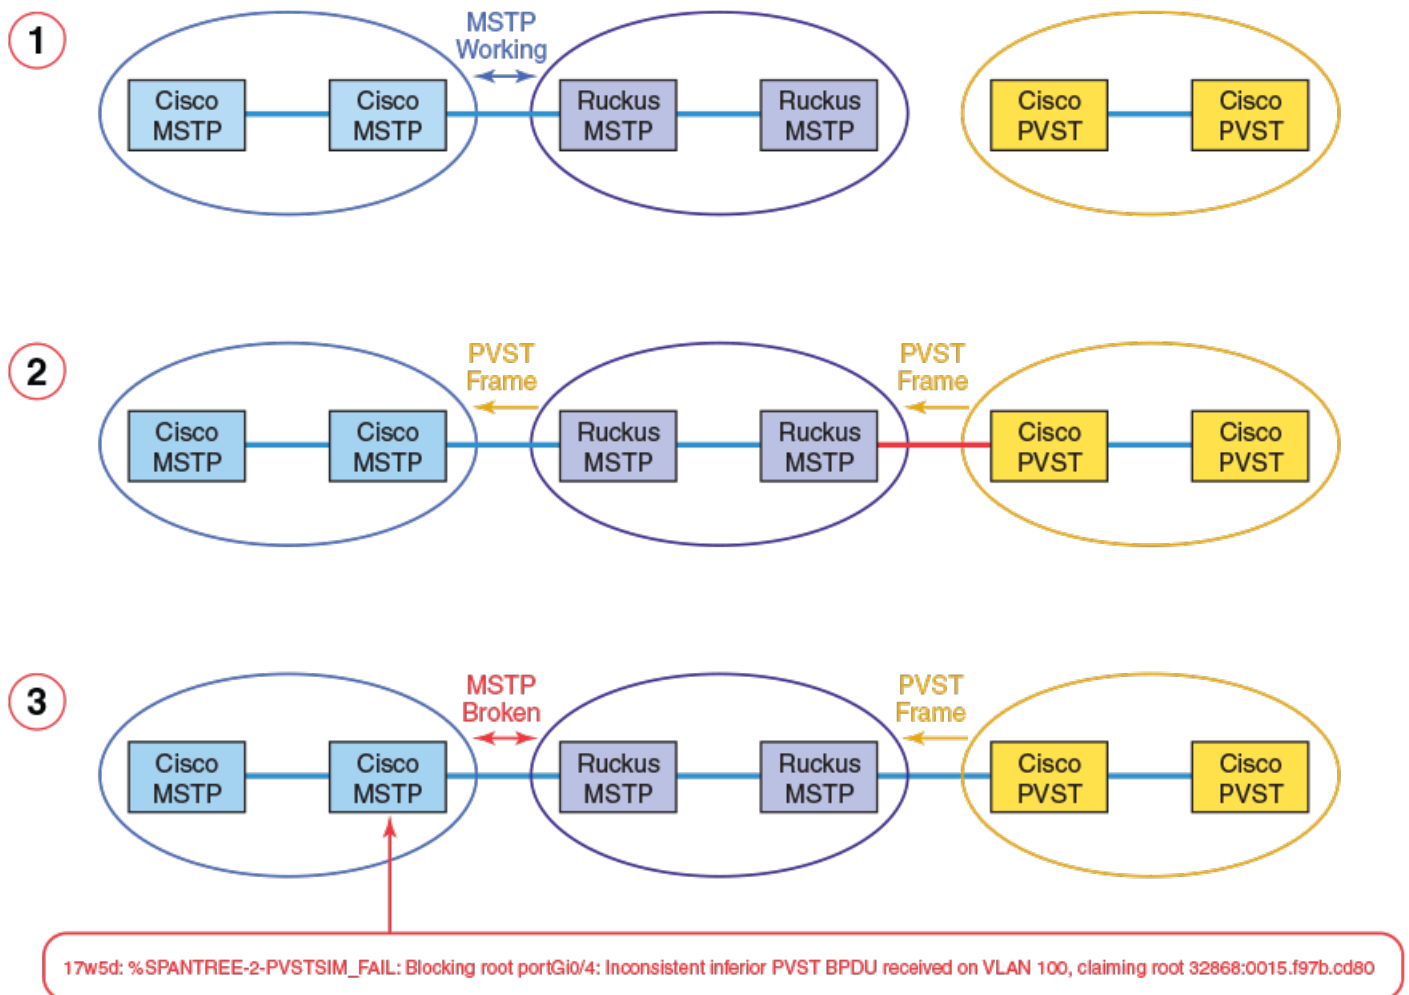 1
MSTP
Working
Cisco
MSTP
Cisco
MSTP
Ruckus
MSTP
Ruckus
MSTP
Cisco
PVST
Cisco
PVST
2
PVST
Frame
PVST
Frame
Cisco
MSTP
Cisco
MSTP
Ruckus
MSTP
Ruckus
MSTP
Cisco
PVST
Cisco
PVST
3
MSTP
Broken
PVST
Frame
Cisco
MSTP
Cisco
MSTP
Ruckus
MSTP
Ruckus
MSTP
Cisco
PVST
Cisco
PVST
17w5d: %SPANTREE-2-PVSTSIM_FAIL: Blocking root portGi0/4: Inconsistent inferior PVST BPDU received on VLAN 100, claiming root 32868:0015.f97b.cd80